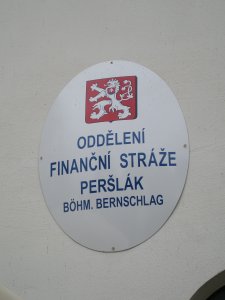 ODDĚLENÍ
FINANČNÍ STRÁŽE
PERŠLÁK
BÖHM. BERNSCHLAG